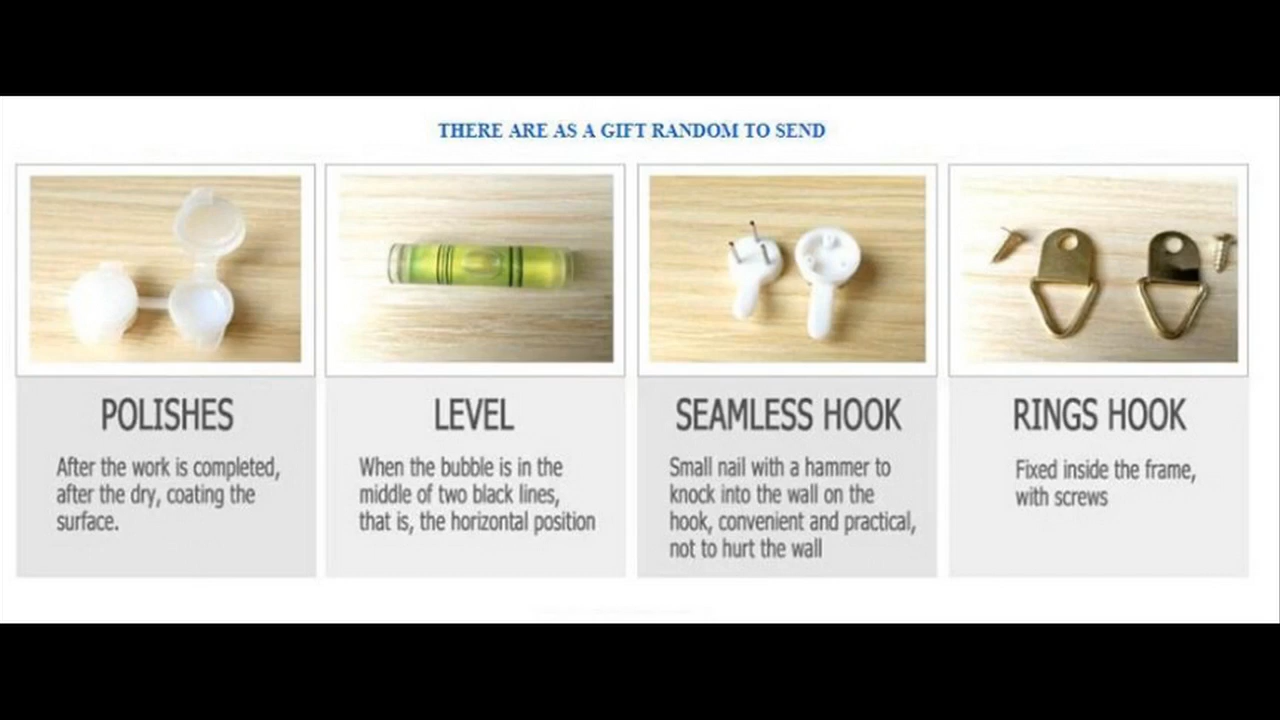 THERE ARE AS A GIFT RANDOM TO SEND
POLISHES
After the work is completed,
after the dry, coating the
surface.
LEVEL
When the bubble is in the
middle of two black lines,
that is, the horizontal position
SEAMLESS HOOK
Small nail with a hammer to
knock into the wall on the
hook, convenient and practical,
not to hurt the wall
RINGS HOOK
Fixed inside the frame,
with screws